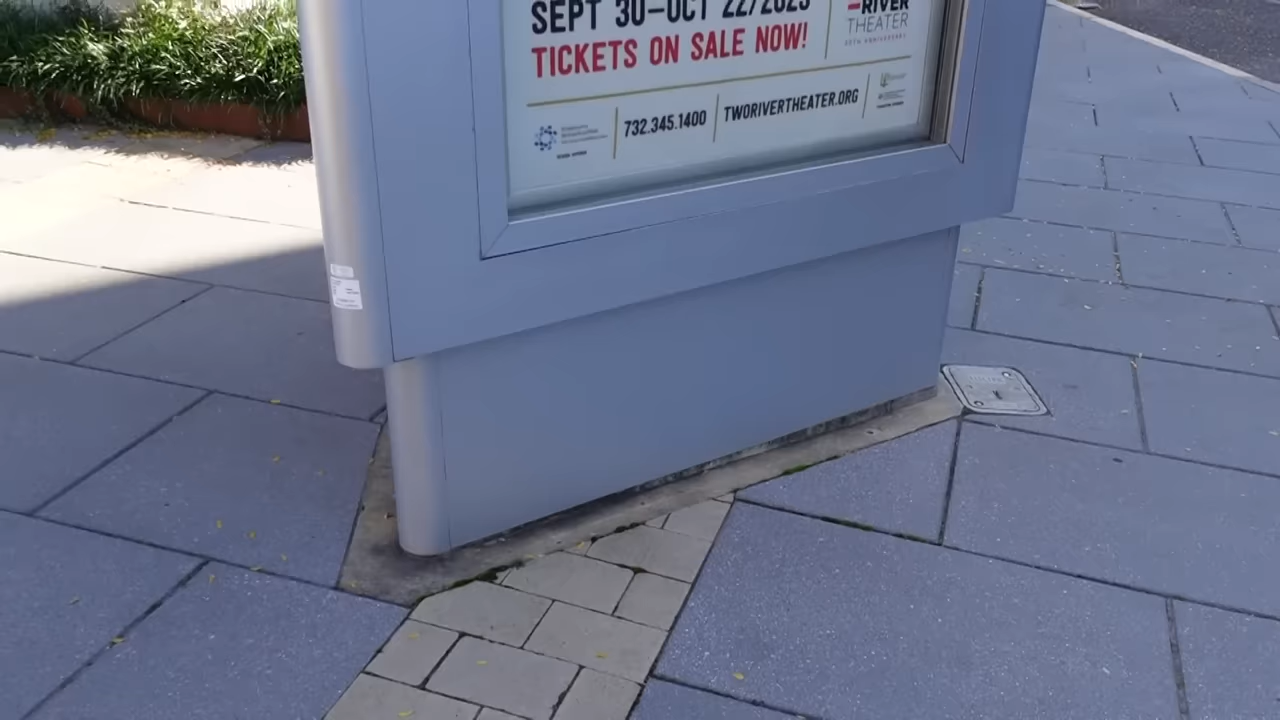 SEPT 30–OCT 22/2023
TICKETS ON SALE NOW!
RIVER
THEATER
732.345.1400
TWORIVERTHEATER.ORG